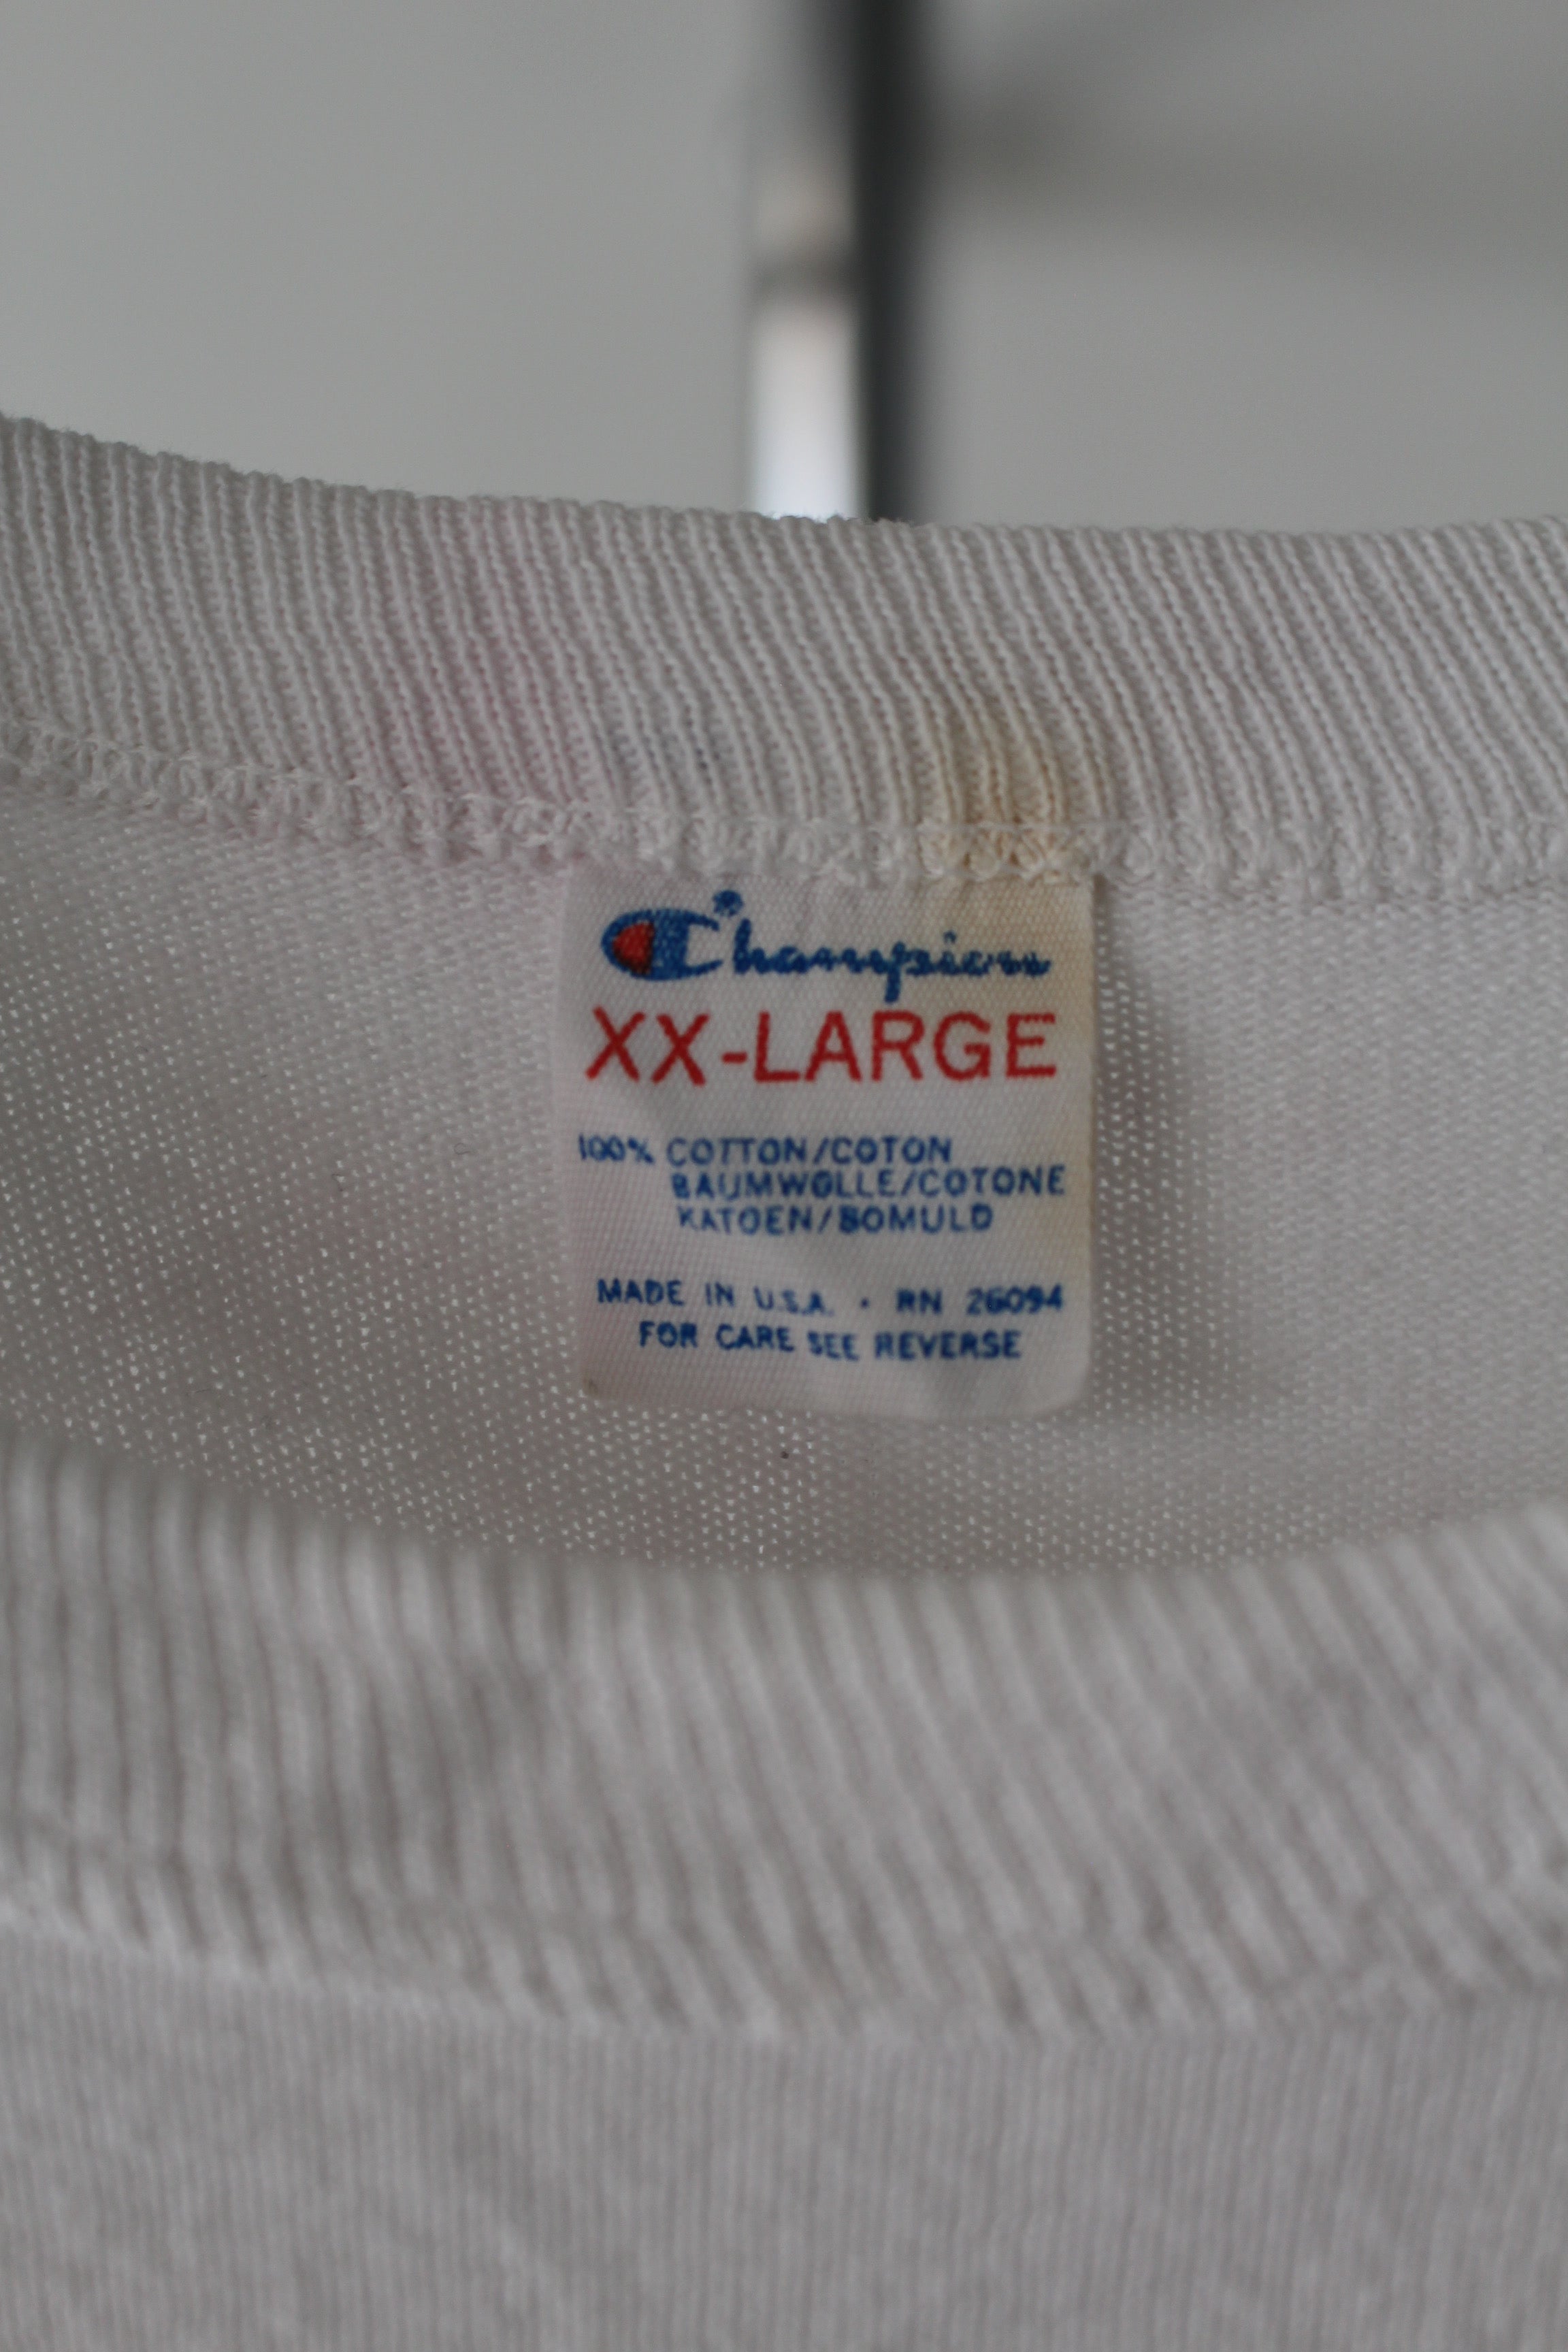 Champion
XX-LARGE
100% COTTON/COTON
BAUMWOLLE/COTONE
KATOEN/BOMULD
MADE IN U.S.A. · RN 26094
FOR CARE SEE REVERSE